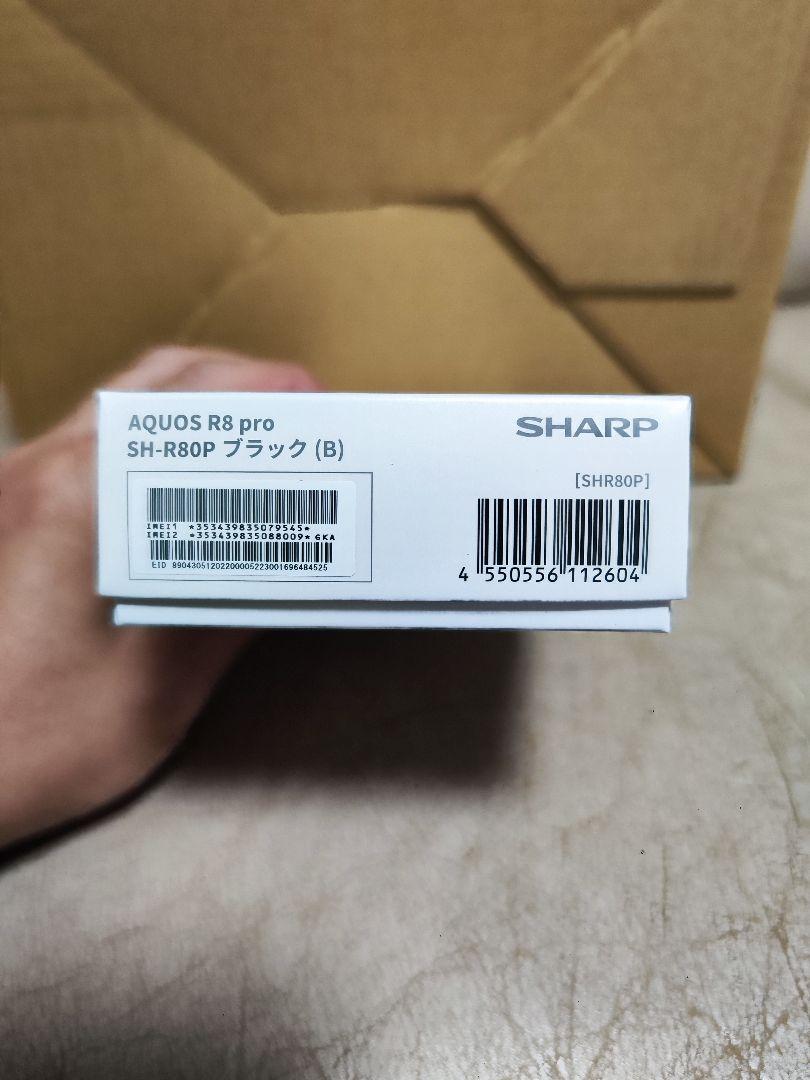 AQUOS R8 pro
SH-R80P ブラック (B)
SHARP
[SHR80P]
IMEI1 *353439835079545*
IMEI2 *353439835088009* GKA
EID 89043051202200005223001696484525
4 550556 112604